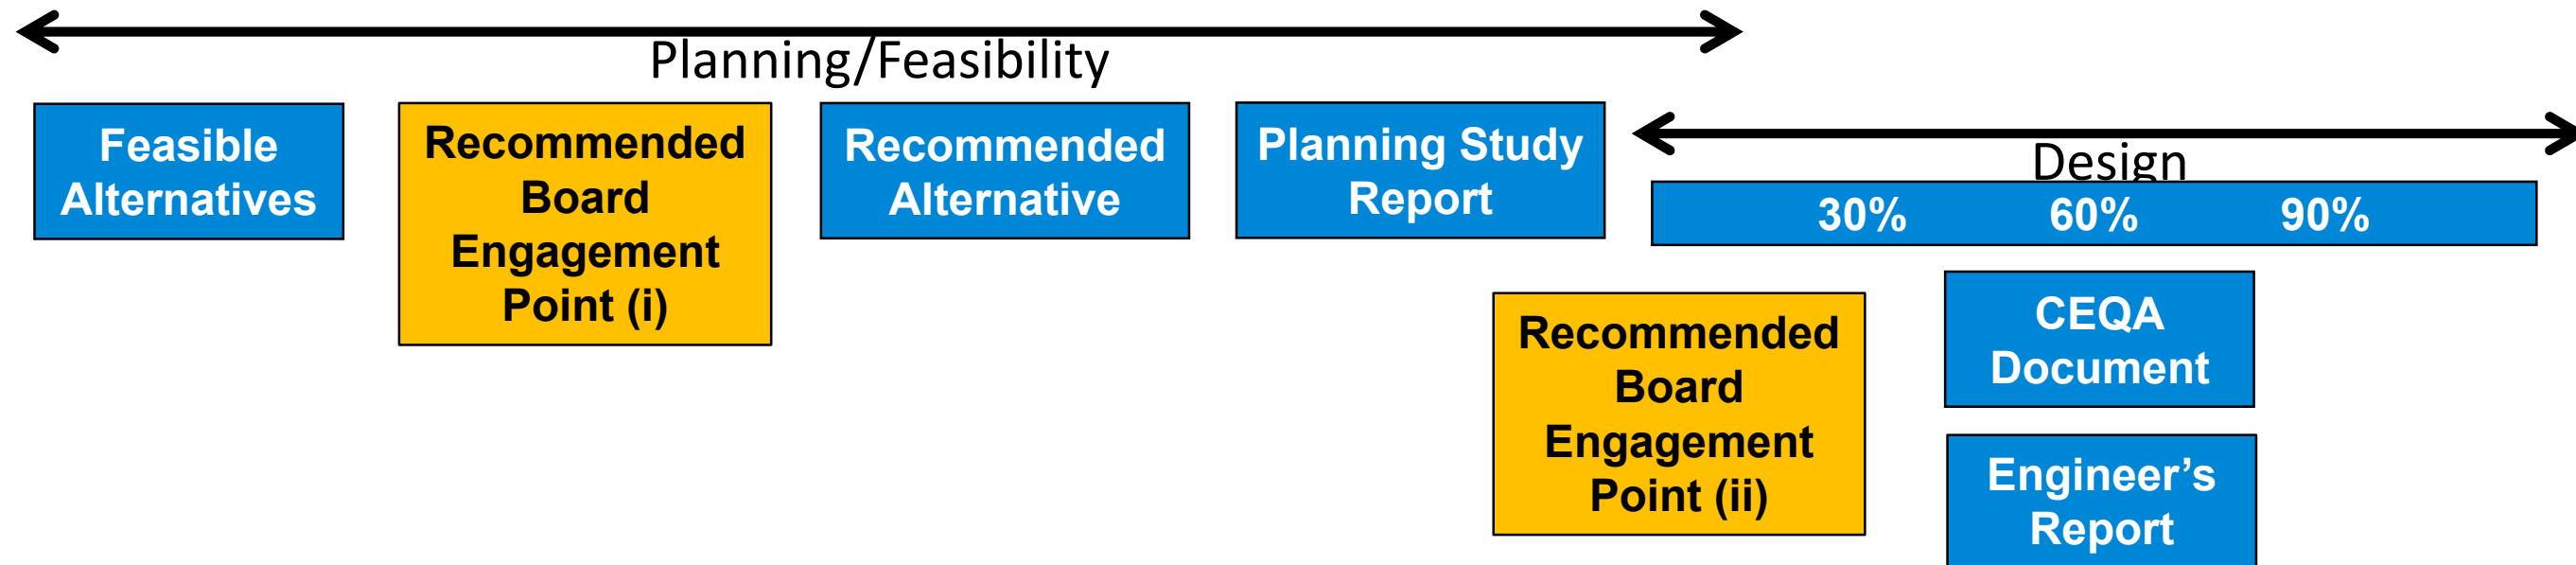 Planning/Feasibility
Feasible
Alternatives
Recommended
Board
Engagement
Point (i)
Recommended
Alternative
Planning Study
Report
Design
30% 60% 90%
Recommended
Board
Engagement
Point (ii)
CEQA
Document
Engineer’s
Report